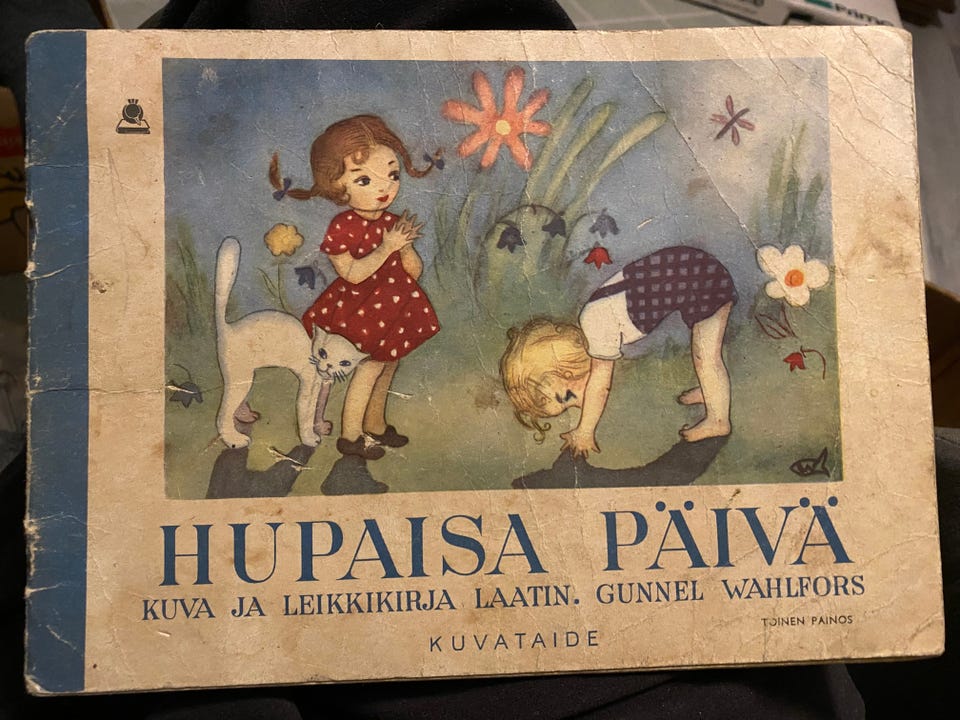 HUPAISA PÄIVÄ
KUVA JA LEIKKIKIRJA LAATIN. GUNNEL WAHLFORS
TOINEN PAINOS
KUVATAIDE